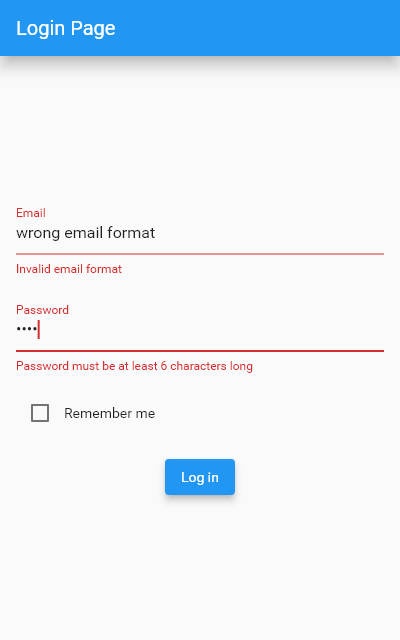 Login Page
Email
wrong email format
Invalid email format
Password
••••
Password must be at least 6 characters long
Remember me
Log in